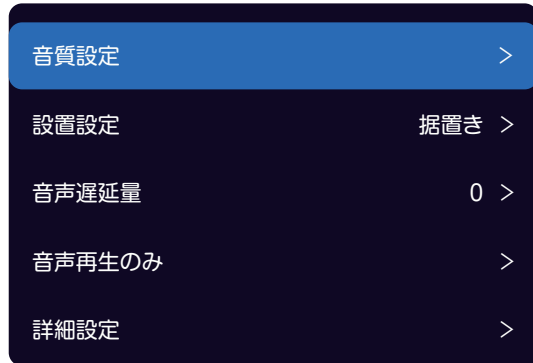 音質設定 >
設置設定 据置き >
音声遅延量 0 >
音声再生のみ >
詳細設定 >